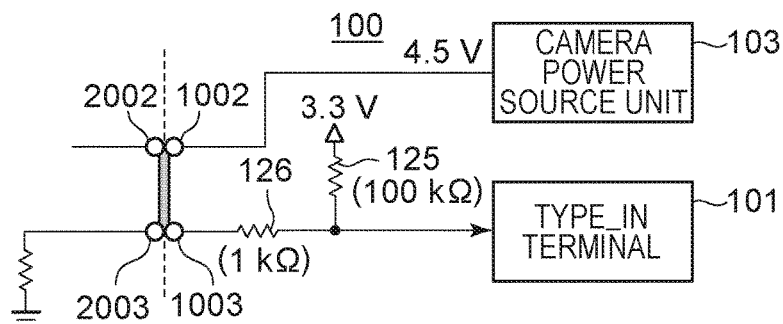 100
4.5 V
CAMERA
POWER
SOURCE UNIT
103
2002
1002
3.3 V
125
(100 kΩ)
126
(1 kΩ)
TYPE_IN
TERMINAL
101
2003
1003